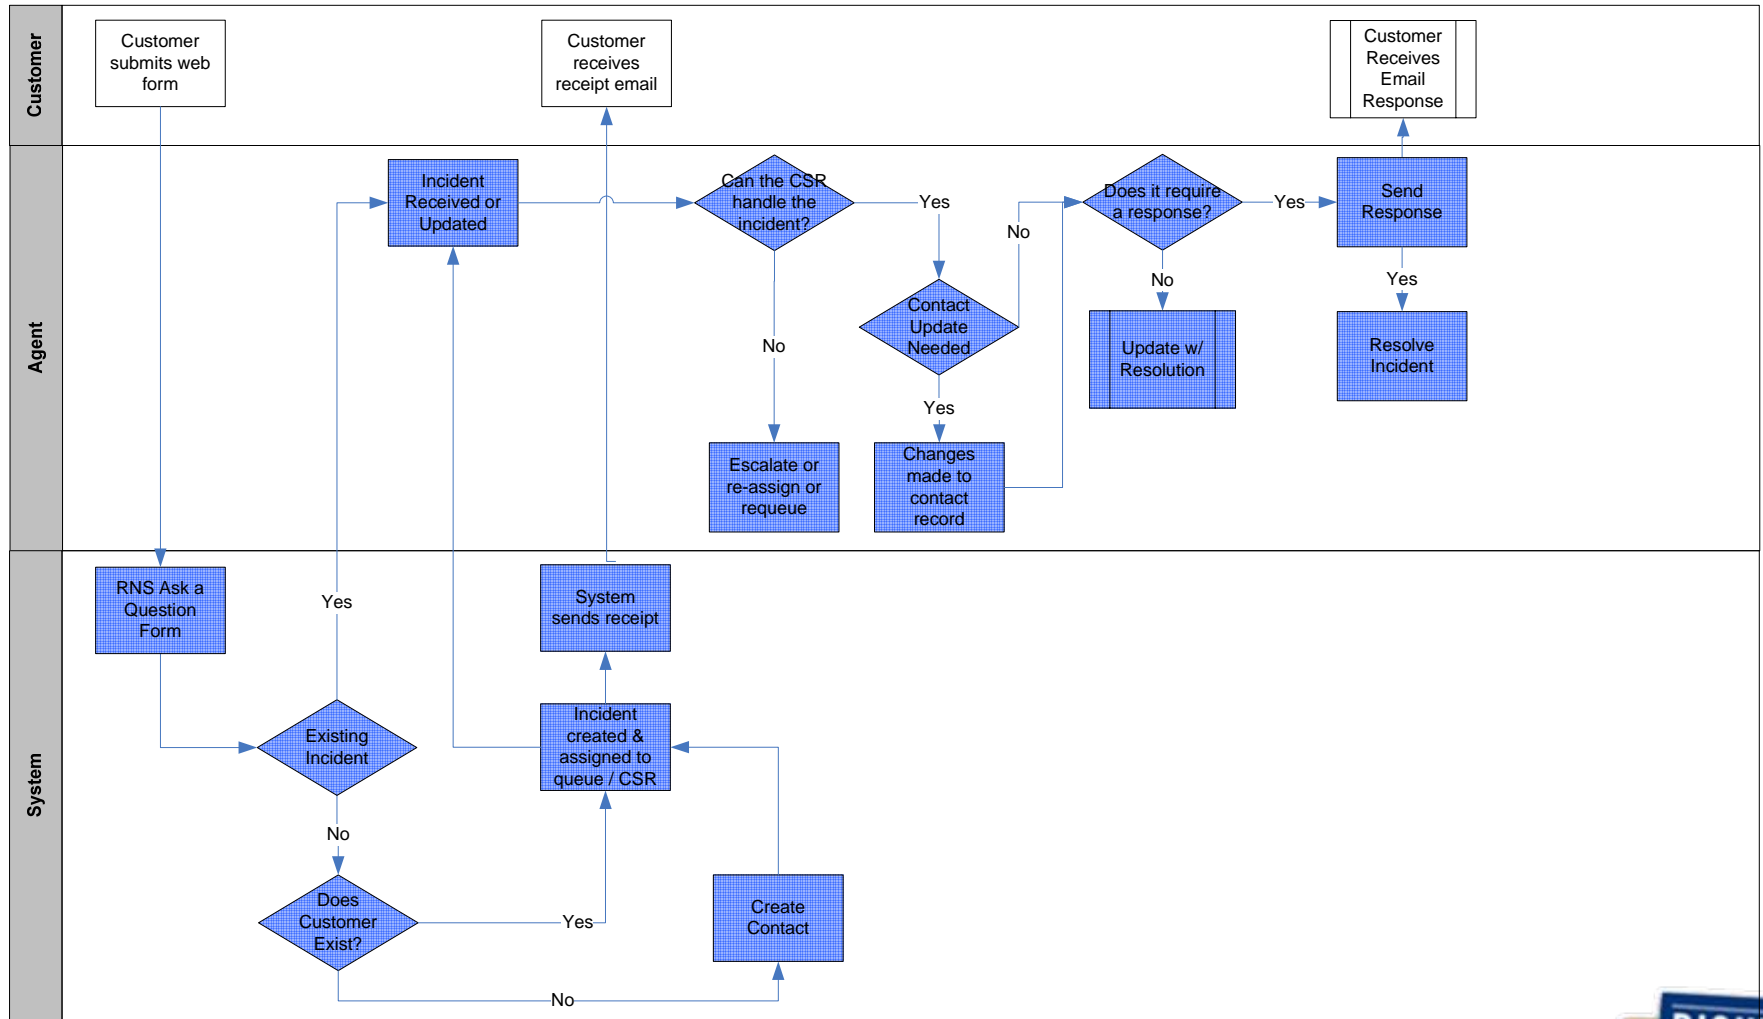 Customer
Customer
submits web
form
Customer
receives
receipt email
Customer
Receives
Email
Response
Agent
Incident
Received or
Updated
Can the CSR
handle the
incident?
Yes
No
Does it require
a response?
Yes
Send
Response
No
Yes
Contact
Update
Needed
No
Update w/
Resolution
Resolve
Incident
Yes
Escalate or
re-assign or
requeue
Changes
made to
contact
record
System
RNS Ask a
Question
Form
Yes
System
sends receipt
Existing
Incident
Incident
created &
assigned to
queue / CSR
No
Does
Customer
Exist?
Yes
Create
Contact
No